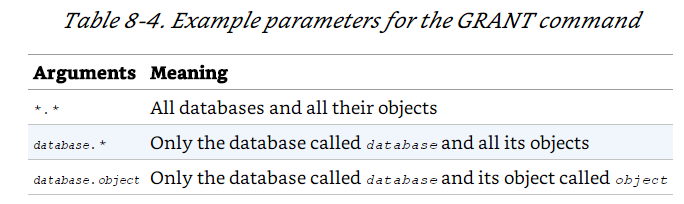 Table 8-4. Example parameters for the GRANT command
Arguments Meaning
*.* All databases and all their objects
database.* Only the database called database and all its objects
database.object Only the database called database and its object called object